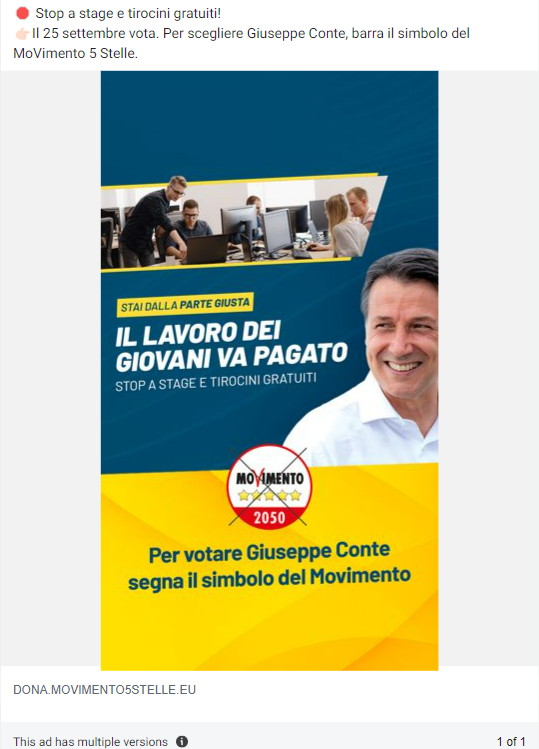 🛑 Stop a stage e tirocini gratuiti!
👉🏻Il 25 settembre vota. Per scegliere Giuseppe Conte, barra il simbolo del
MoVimento 5 Stelle.
STAI DALLA PARTE GIUSTA
IL LAVORO DEI
GIOVANI VA PAGATO
STOP A STAGE E TIROCINI GRATUITI
MOVIMENTO
2050
Per votare Giuseppe Conte
segna il simbolo del Movimento
DONA.MOVIMENTO5STELLE.EU
This ad has multiple versions
1 of 1